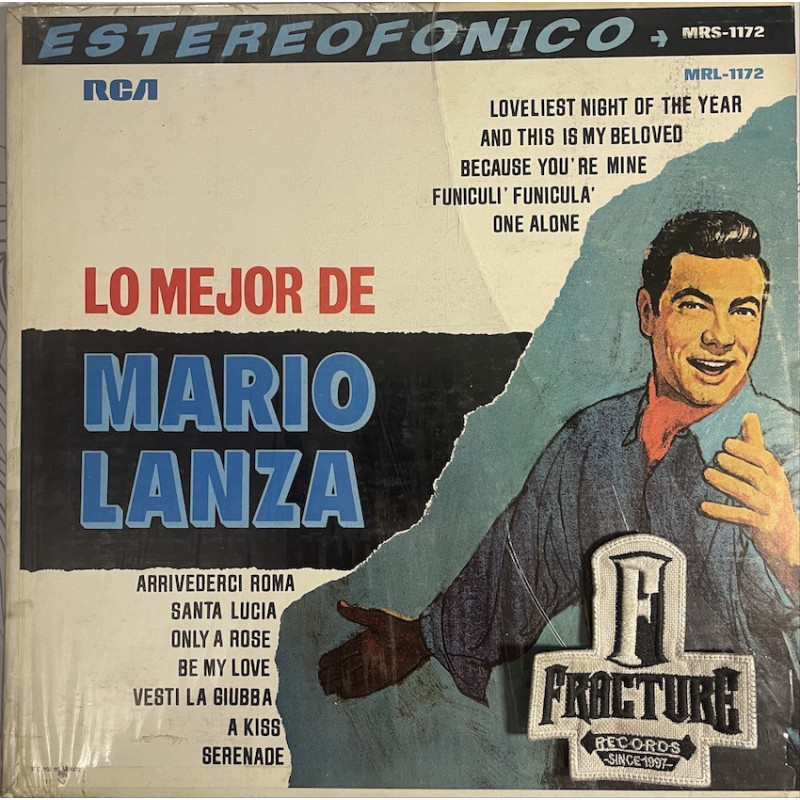 ESTEREOFONICO → MRS-1172
RCA
MRL-1172
LOVELIEST NIGHT OF THE YEAR
AND THIS IS MY BELOVED
BECAUSE YOU'RE MINE
FUNICULI' FUNICULA'
ONE ALONE
LO MEJOR DE
MARIO
LANZA
ARRIVEDERCI ROMA
SANTA LUCIA
ONLY A ROSE
BE MY LOVE
VESTI LA GIUBBA
A KISS
SERENADE
F
FRACTURE
RECORDS
-SINCE-1997-